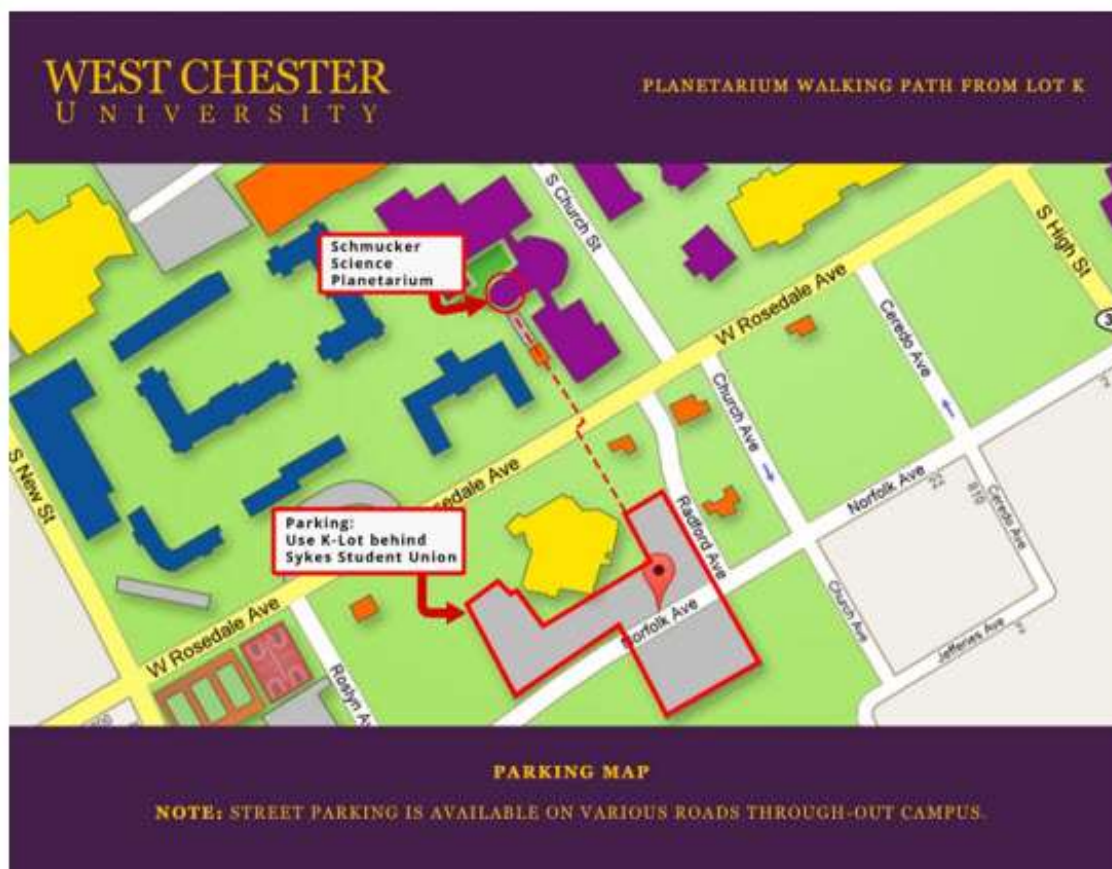 WEST CHESTER
UNIVERSITY
PLANETARIUM WALKING PATH FROM LOT K
S Church St
S High St
Schmucker
Science
Planetarium
W Rosedale Ave
Ceredo Ave
Church Ave
S New St
Norfolk Ave
810
Ceredo Ave
Radford Ave
Parking:
Use K-Lot behind
Sykes Student Union
W Rosedale Ave
Norfolk Ave
Church Ave
Jefferies Ave
Roslyn
PARKING MAP
NOTE: STREET PARKING IS AVAILABLE ON VARIOUS ROADS THROUGH-OUT CAMPUS.